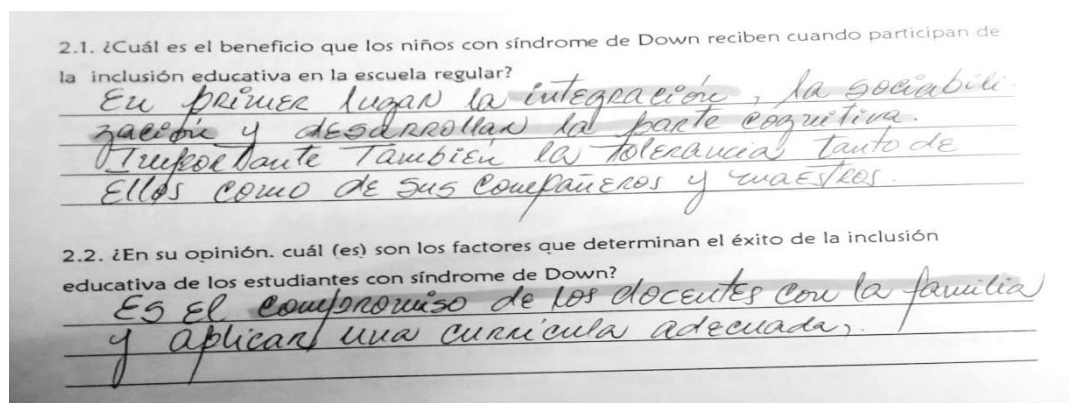 2.1. ¿Cuál es el beneficio que los niños con síndrome de Down reciben cuando participan de
la inclusión educativa en la escuela regular?
En primer lugar la integración, la sociabili-
zación y desarrollar la parte cognitiva.
Importante También la tolerancia tanto de
Ellos como de sus compañeros y maestros.
2.2. ¿En su opinión. cuál (es) son los factores que determinan el éxito de la inclusión
educativa de los estudiantes con síndrome de Down?
Es el compromiso de los docentes con la familia
y aplicar una currícula adecuada,.